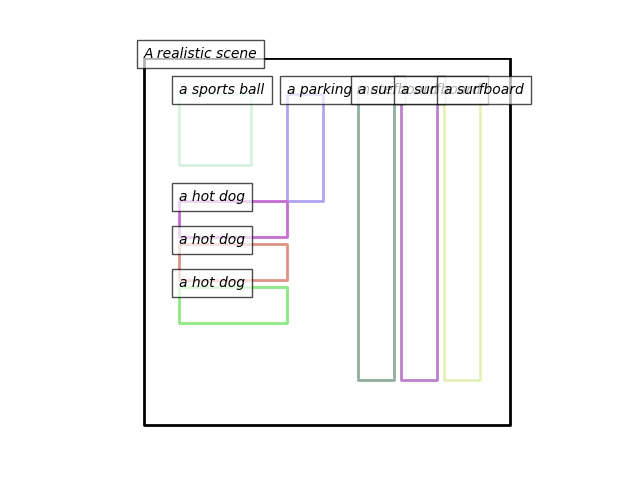 A realistic scene
a sports ball
a parking
a sur
a sur
a surfboard
a hot dog
a hot dog
a hot dog